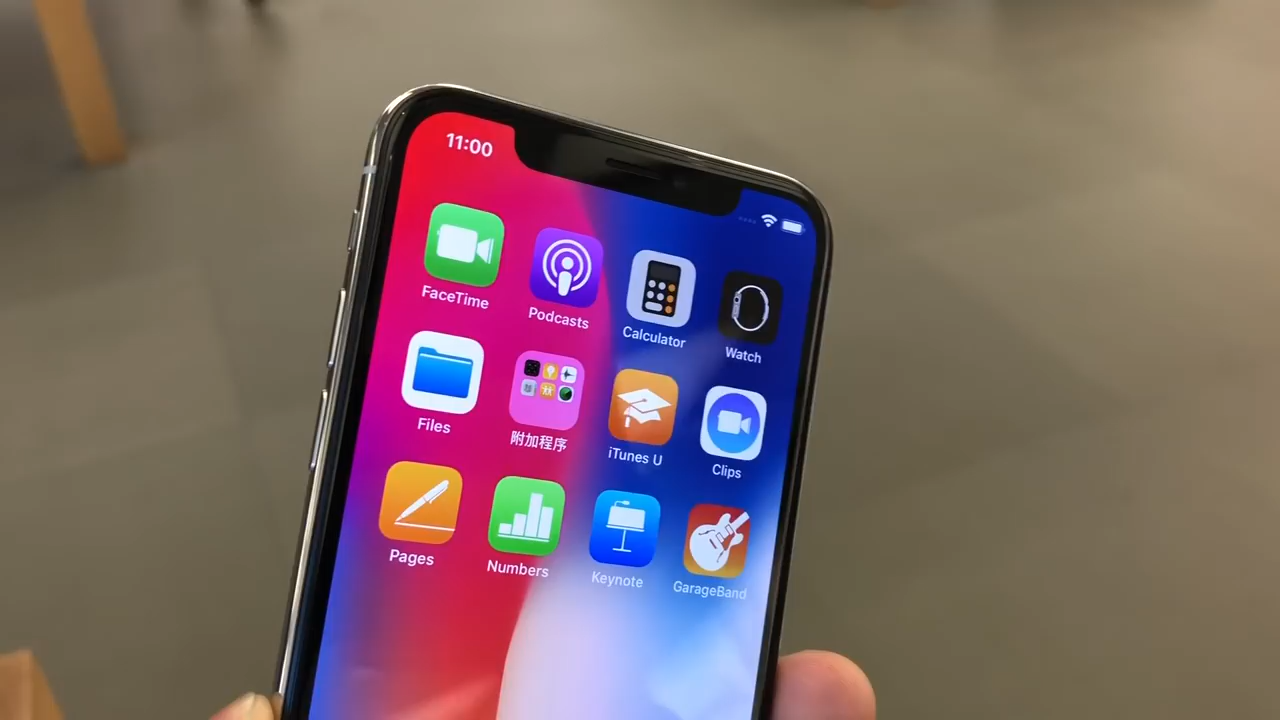 11:00
FaceTime
Podcasts
Calculator
Watch
Files
附加程序
iTunes U
Clips
Pages
Numbers
Keynote
GarageBand